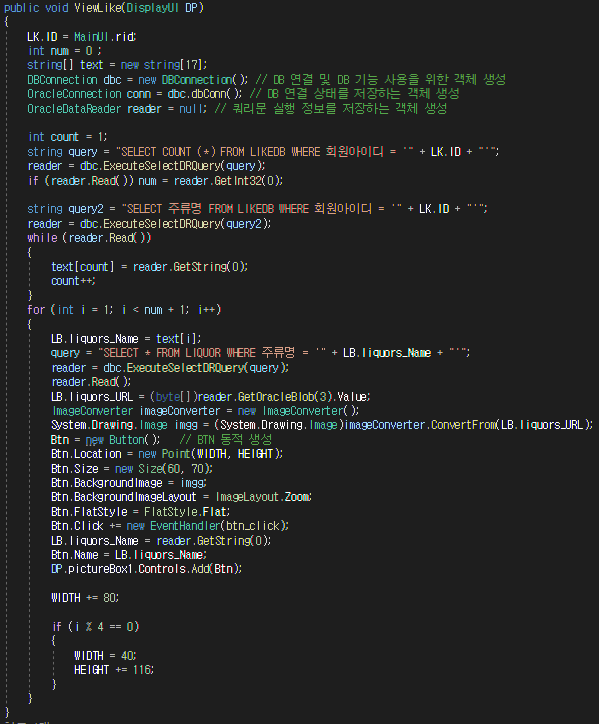 public void ViewLike(DisplayUI DP)
{
LK.ID = MainUI.rid;
int num = 0 ;
string[] text = new string[17];
DBConnection dbc = new DBConnection(); // DB 연결 및 DB 기능 사용을 위한 객체 생성
OracleConnection conn = dbc.dbConn(); // DB 연결 상태를 저장하는 객체 생성
OracleDataReader reader = null; // 쿼리문 실행 정보를 저장하는 객체 생성
int count = 1;
string query = "SELECT COUNT (*) FROM LIKEDB WHERE 회원아이디 = '" + LK.ID + "'";
reader = dbc.ExecuteSelectDRQuery(query);
if (reader.Read()) num = reader.GetInt32(0);
string query2 = "SELECT 주류명 FROM LIKEDB WHERE 회원아이디 = '" + LK.ID + "'";
reader = dbc.ExecuteSelectDRQuery(query2);
while (reader.Read())
{
text[count] = reader.GetString(0);
count++;
}
for (int i = 1; i < num + 1; i++)
{
LB.liquors_Name = text[i];
query = "SELECT * FROM LIQUOR WHERE 주류명 = '" + LB.liquors_Name + "'";
reader = dbc.ExecuteSelectDRQuery(query);
reader.Read();
LB.liquors_URL = (byte[])reader.GetOracleBlob(3).Value;
ImageConverter imageConverter = new ImageConverter();
System.Drawing.Image imgg = (System.Drawing.Image)imageConverter.ConvertFrom(LB.liquors_URL);
Btn = new Button(); // BTN 동적 생성
Btn.Location = new Point(WIDTH, HEIGHT);
Btn.Size = new Size(60, 70);
Btn.BackgroundImage = imgg;
Btn.BackgroundImageLayout = ImageLayout.Zoom;
Btn.FlatStyle = FlatStyle.Flat;
Btn.Click += new EventHandler(btn_click);
LB.liquors_Name = reader.GetString(0);
Btn.Name = LB.liquors_Name;
DP.pictureBox1.Controls.Add(Btn);
WIDTH += 80;
if (i % 4 == 0)
{
WIDTH = 40;
HEIGHT += 116;
}
}
}